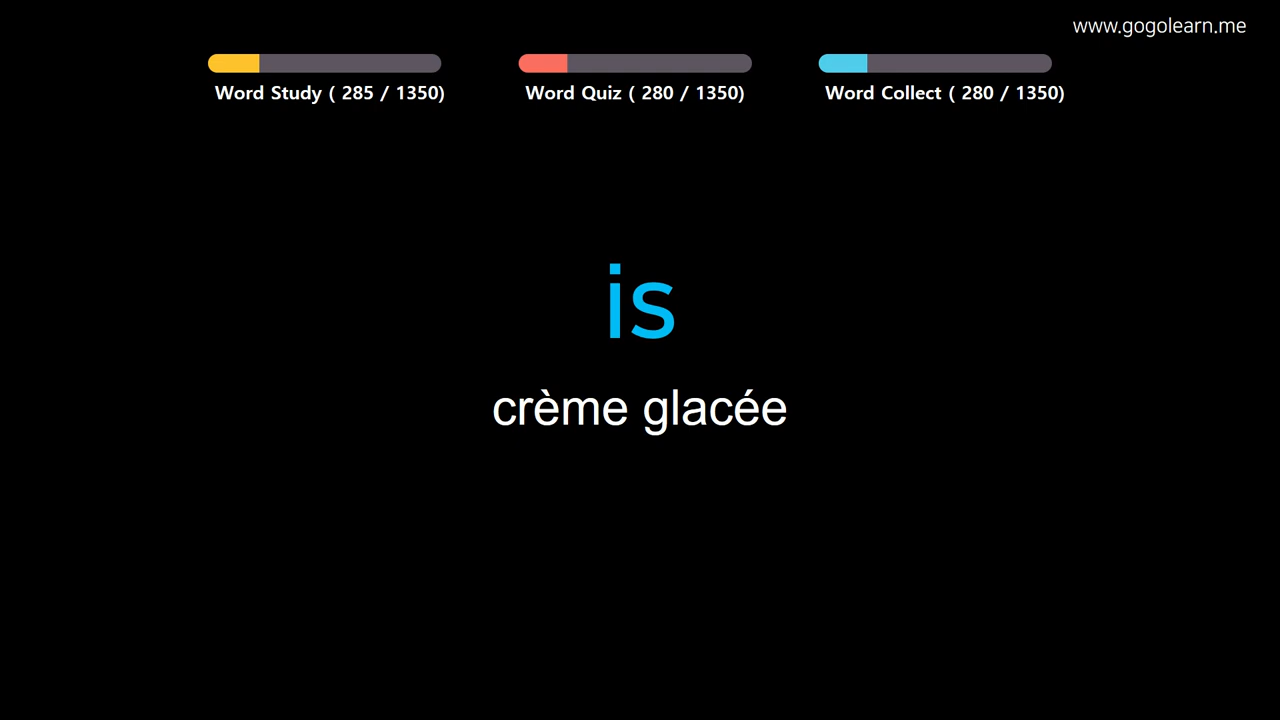 www.gogolearn.me
Word Study ( 285 / 1350)
Word Quiz ( 280 / 1350)
Word Collect ( 280 / 1350)
is
crème glacée